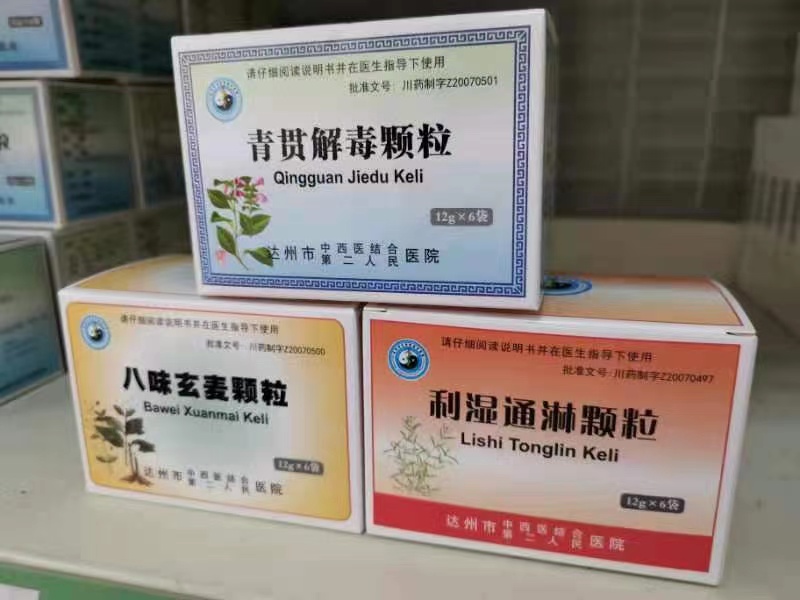 请仔细阅读说明书并在医生指导下使用
批准文号:川药制字Z20070501
青贯解毒颗粒
Qingguan Jiedu Keli
12g×6袋
达州市中西医结合医院
第二人民
请仔细阅读说明书并在医生指导下使用
批准文号:川药制字Z20070500
八味玄麦颗粒
Bawei Xuanmai Keli
12g×6袋
达州市中西医结合医院
第二人民
请仔细阅读说明书并在医生指导下使用
批准文号:川药制字Z20070497
利湿通淋颗粒
Lishi Tonglin Keli
12g×6袋
达州市中西医结合医院
第二人民